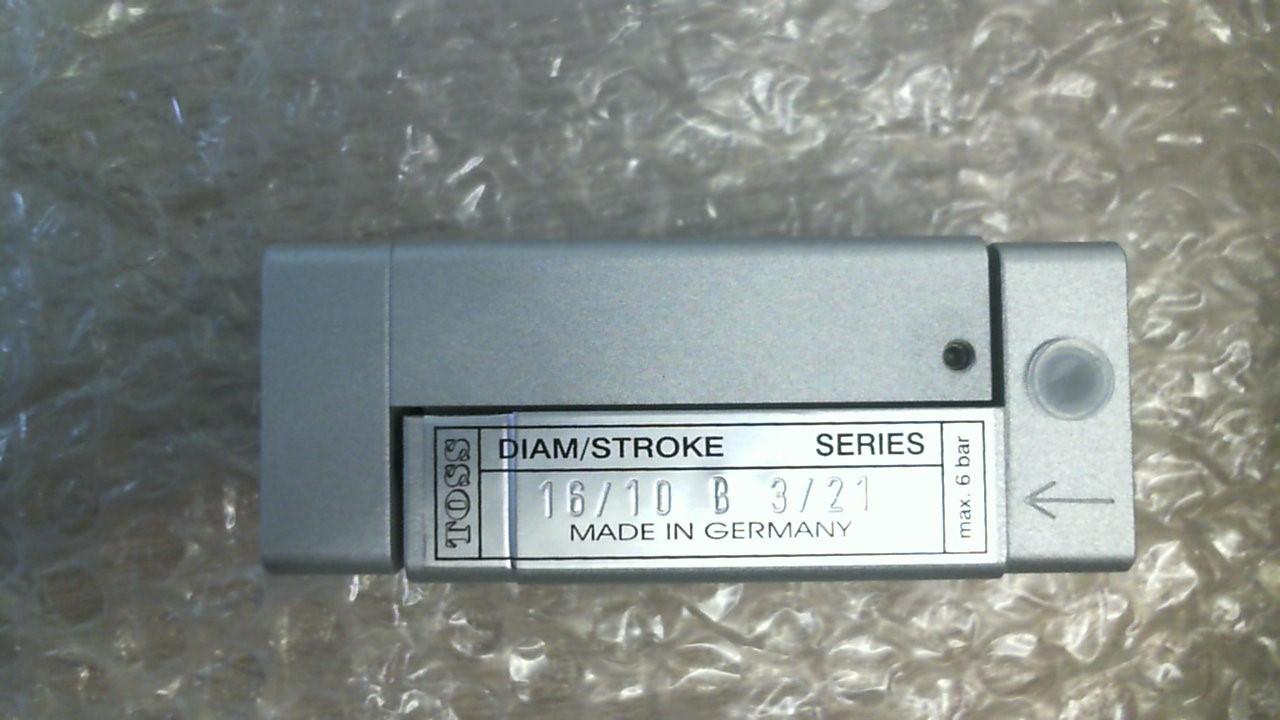 TOSS
DIAM/STROKE SERIES
16/10 B 3/21
MADE IN GERMANY
max. 6 bar